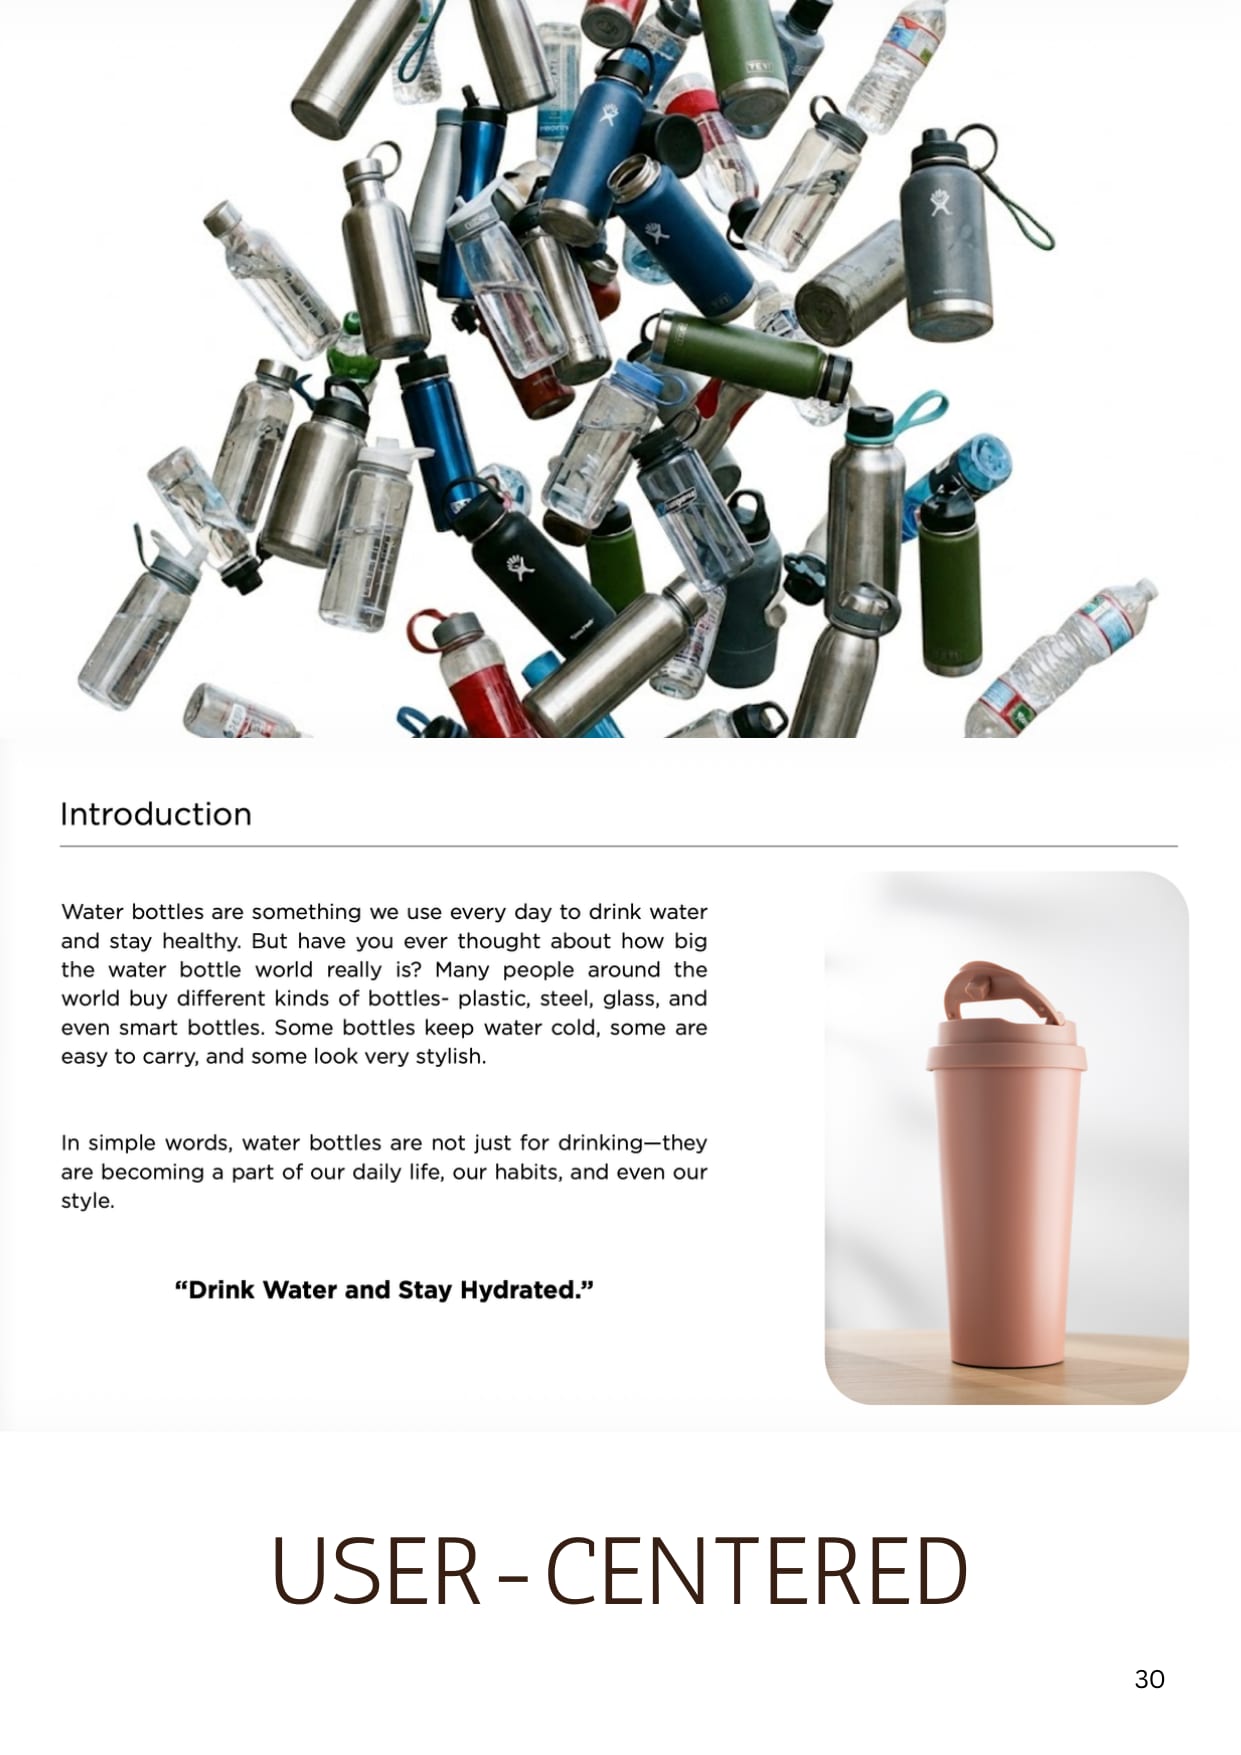 YETI
Introduction
Water bottles are something we use every day to drink water
and stay healthy. But have you ever thought about how big
the water bottle world really is? Many people around the
world buy different kinds of bottles- plastic, steel, glass, and
even smart bottles. Some bottles keep water cold, some are
easy to carry, and some look very stylish.
In simple words, water bottles are not just for drinking—they
are becoming a part of our daily life, our habits, and even our
style.
“Drink Water and Stay Hydrated.”
USER-CENTERED
30